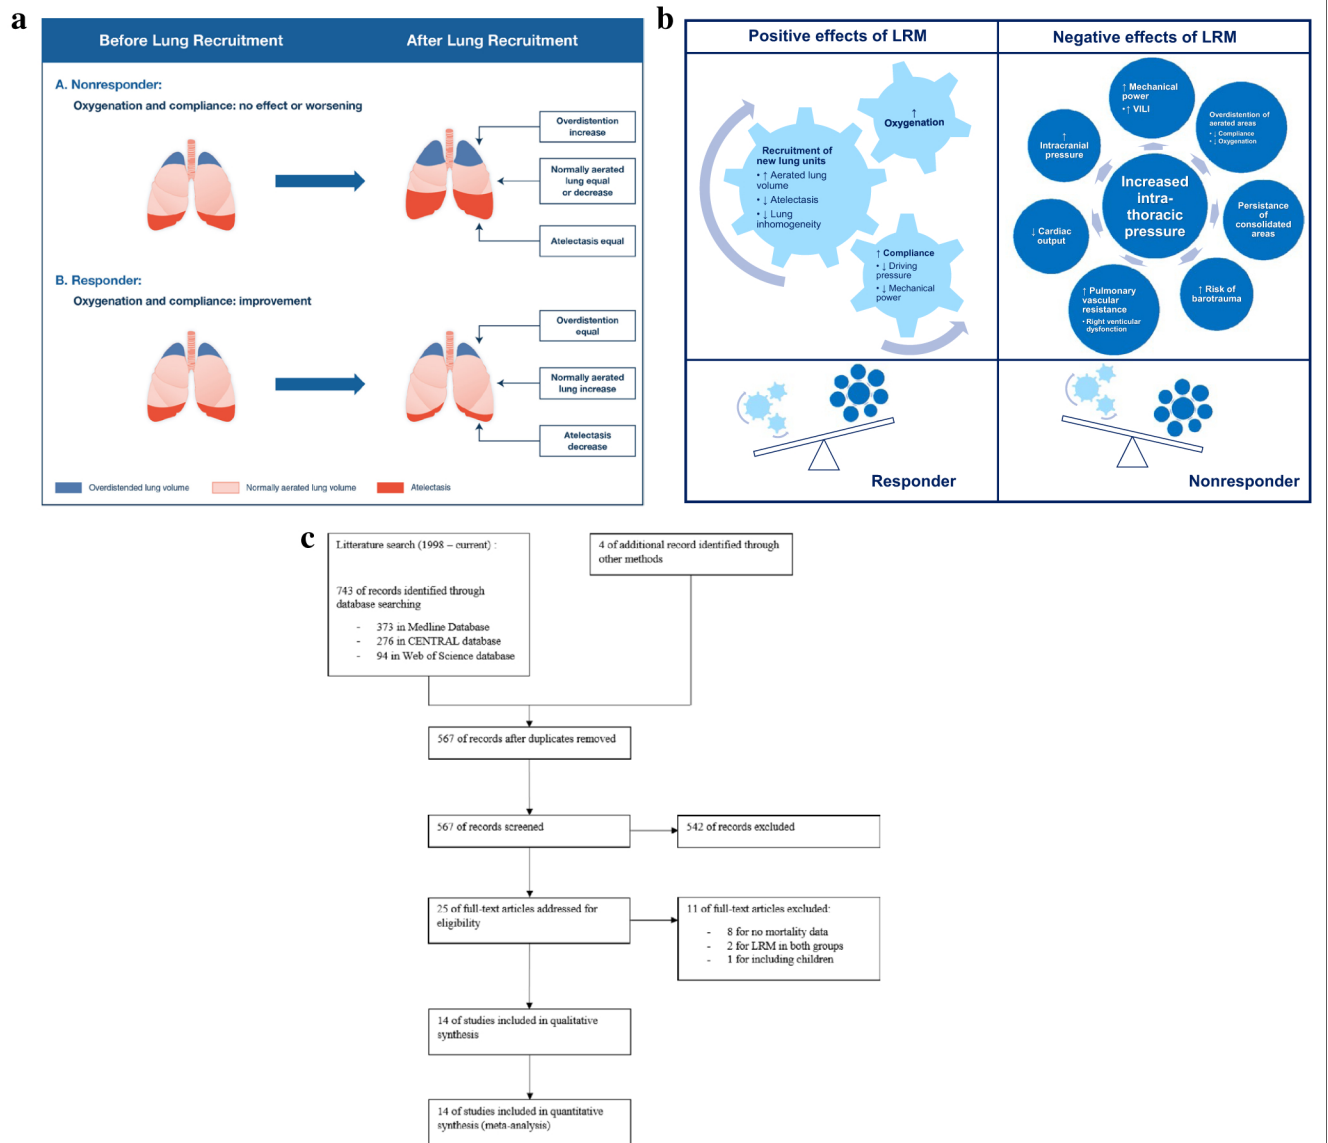 a
Before Lung Recruitment
After Lung Recruitment
A. Nonresponder:
Oxygenation and compliance: no effect or worsening
Overdistention
increase
Normally aerated
lung equal
or decrease
Atelectasis equal
B. Responder:
Oxygenation and compliance: improvement
Overdistention
equal
Normally aerated
lung increase
Atelectasis
decrease
Overdistended lung volume
Normally aerated lung volume
Atelectasis
b
Positive effects of LRM
Negative effects of LRM
↑
Oxygenation
Recruitment of
new lung units
• ↑ Aerated lung
volume
• ↓ Atelectasis
• ↓ Lung
inhomogeneity
↑ Compliance
• ↓ Driving
pressure
• ↓ Mechanical
power
↑ Mechanical
power
• ↑ VILI
Overdistention of
aerated areas
• ↓ Compliance
• ↓ Oxygenation
↑
Intracranial
pressure
Increased
intra-
thoracic
pressure
Persistance
of
consolidated
areas
↓ Cardiac
output
↑ Risk of
barotrauma
↑ Pulmonary
vascular
resistance
• Right ventricular
dysfonction
Responder
Nonresponder
c
Litterature search (1998 – current) :
743 of records identified through
database searching
- 373 in Medline Database
- 276 in CENTRAL database
- 94 in Web of Science database
4 of additional record identified through
other methods
567 of records after duplicates removed
567 of records screened
542 of records excluded
25 of full-text articles addressed for
eligibility
11 of full-text articles excluded:
- 8 for no mortality data
- 2 for LRM in both groups
- 1 for including children
14 of studies included in qualitative
synthesis
14 of studies included in quantitative
synthesis (meta-analysis)